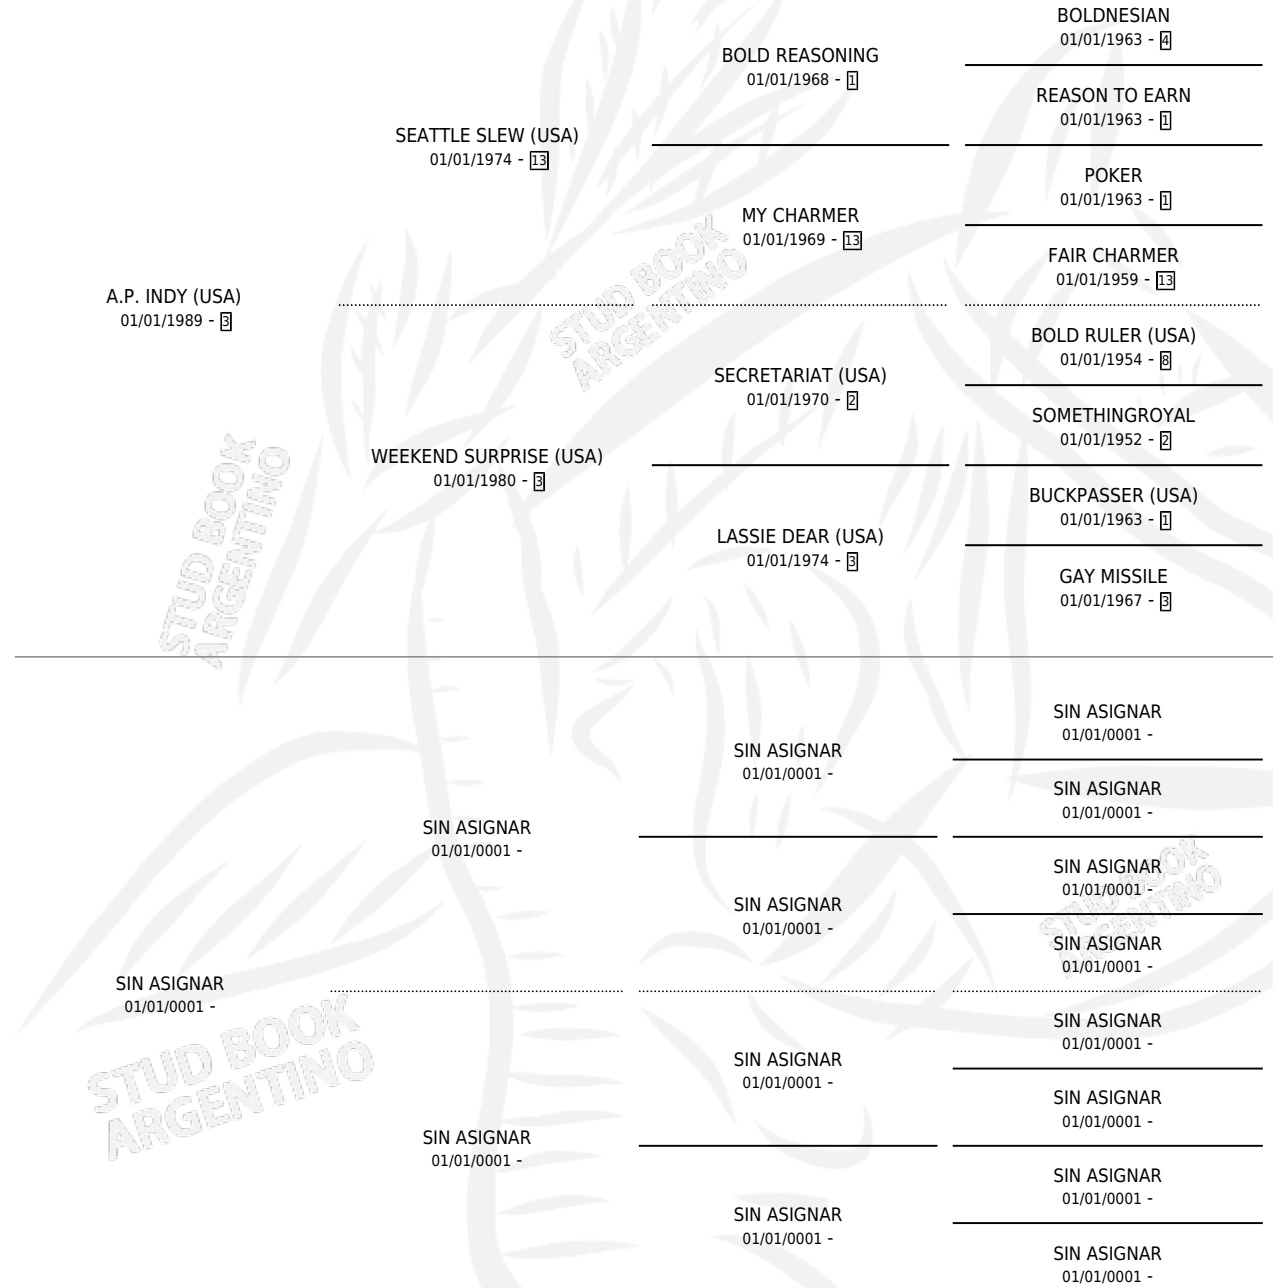 BOLDNESIAN
01/01/1963 - 4
BOLD REASONING
01/01/1968 - 1
REASON TO EARN
01/01/1963 - 1
SEATTLE SLEW (USA)
01/01/1974 - 13
POKER
01/01/1963 - 1
MY CHARMER
01/01/1969 - 13
FAIR CHARMER
01/01/1959 - 13
A.P. INDY (USA)
01/01/1989 - 3
BOLD RULER (USA)
01/01/1954 - 8
SECRETARIAT (USA)
01/01/1970 - 2
SOMETHINGROYAL
01/01/1952 - 2
WEEKEND SURPRISE (USA)
01/01/1980 - 3
BUCKPASSER (USA)
01/01/1963 - 1
LASSIE DEAR (USA)
01/01/1974 - 3
GAY MISSILE
01/01/1967 - 3
STUD BOOK
ARGENTINO
STUD BOOK
ARGENTINO
SIN ASIGNAR
01/01/0001 -
SIN ASIGNAR
01/01/0001 -
SIN ASIGNAR
01/01/0001 -
SIN ASIGNAR
01/01/0001 -
SIN ASIGNAR
01/01/0001 -
SIN ASIGNAR
01/01/0001 -
SIN ASIGNAR
01/01/0001 -
SIN ASIGNAR
01/01/0001 -
SIN ASIGNAR
01/01/0001 -
SIN ASIGNAR
01/01/0001 -
SIN ASIGNAR
01/01/0001 -
SIN ASIGNAR
01/01/0001 -
SIN ASIGNAR
01/01/0001 -
SIN ASIGNAR
01/01/0001 -
SIN ASIGNAR
01/01/0001 -
STUD BOOK
ARGENTINO
STUD BOOK
ARGENTINO